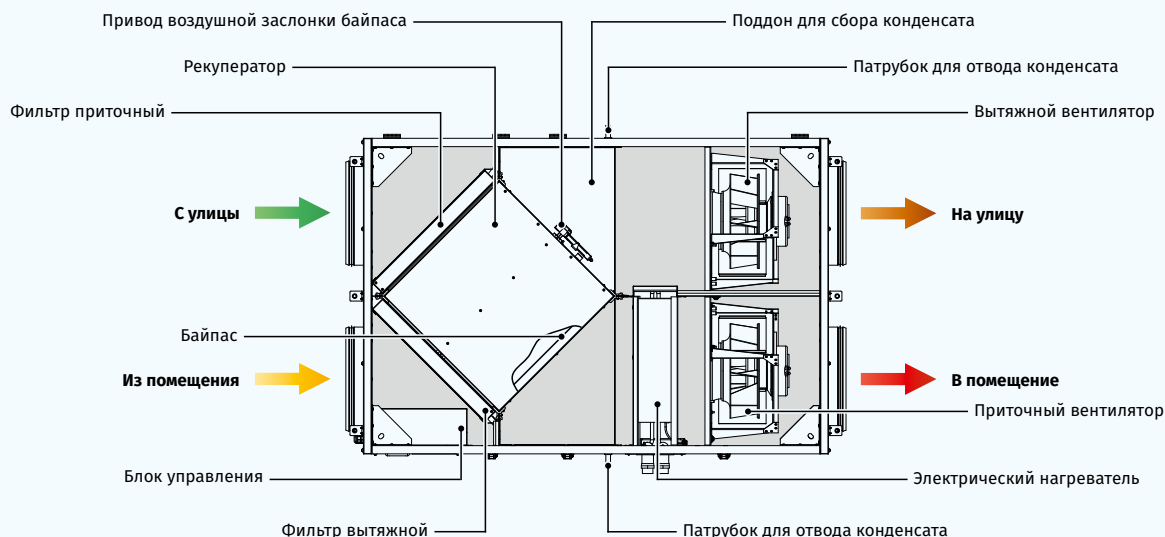 Привод воздушной заслонки байпаса
Поддон для сбора конденсата
Рекуператор
Патрубок для отвода конденсата
Фильтр приточный
Вытяжной вентилятор
С улицы
На улицу
Байпас
Из помещения
В помещение
Приточный вентилятор
Блок управления
Электрический нагреватель
Фильтр вытяжной
Патрубок для отвода конденсата